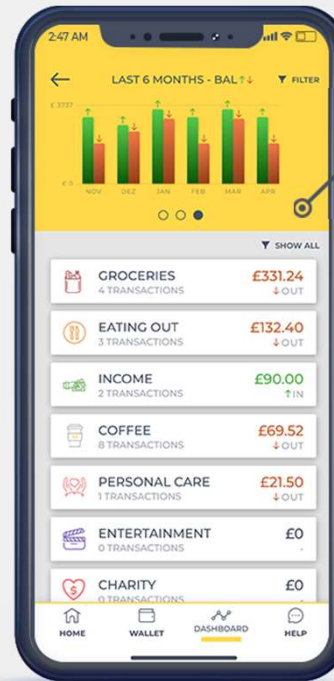 2:47 AM
LAST 6 MONTHS - BAL↑↓
FILTER
£ 3737
£ 0
NOV DEZ JAN FEB MAR APR
SHOW ALL
GROCERIES £331.24
4 TRANSACTIONS ↓OUT
EATING OUT £132.40
3 TRANSACTIONS ↓OUT
INCOME £90.00
2 TRANSACTIONS ↑IN
COFFEE £69.52
8 TRANSACTIONS ↓OUT
PERSONAL CARE £21.50
1 TRANSACTIONS ↓OUT
ENTERTAINMENT £0
0 TRANSACTIONS -
CHARITY £0
0 TRANSACTIONS
HOME WALLET DASHBOARD HELP